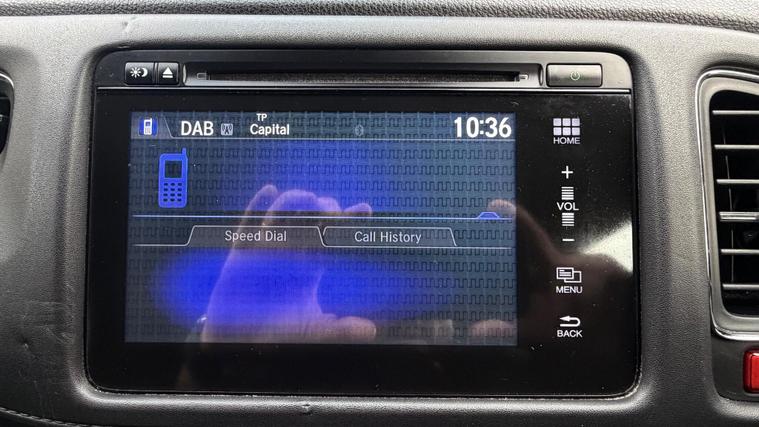 TP
DAB Capital 10:36
HOME
+
VOL
-
Speed Dial Call History
MENU
BACK